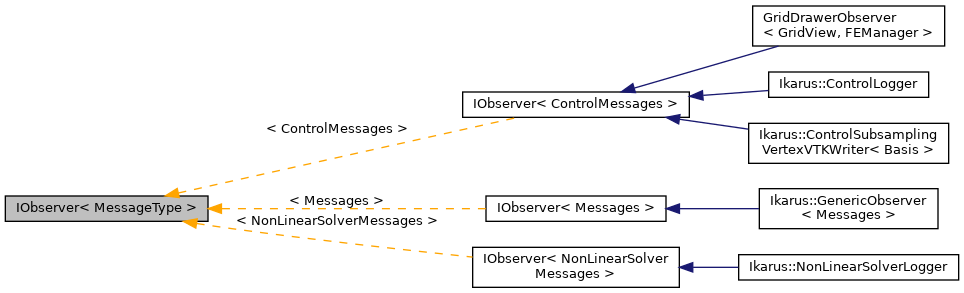 GridDrawerObserver
< GridView, FEManager >
Ikarus::ControlLogger
IObserver< ControlMessages >
< ControlMessages >
Ikarus::ControlSubsampling
VertexVTKWriter< Basis >
IObserver< MessageType >
< Messages >
< NonLinearSolverMessages >
IObserver< Messages >
Ikarus::GenericObserver
< Messages >
IObserver< NonLinearSolver
Messages >
Ikarus::NonLinearSolverLogger